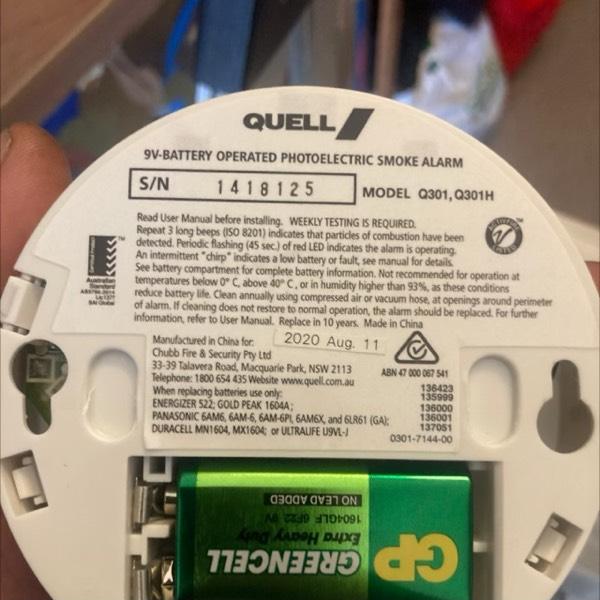 QUELL
9V-BATTERY OPERATED PHOTOELECTRIC SMOKE ALARM
S/N 1418125 MODEL Q301, Q301H
Read User Manual before installing. WEEKLY TESTING IS REQUIRED.
Repeat 3 long beeps (ISO 8201) indicates that particles of combustion have been
detected. Periodic flashing (45 sec.) of red LED indicates the alarm is operating.
An intermittent "chirp" indicates a low battery or fault, see manual for details.
See battery compartment for complete battery information. Not recommended for operation at
temperatures below 0° C, above 40° C, or in humidity higher than 93%, as these conditions
reduce battery life. Clean annually using compressed air or vacuum hose, at openings around perimeter
of alarm. If cleaning does not restore to normal operation, the alarm should be replaced. For further
information, refer to User Manual. Replace in 10 years. Made in China
Australian
Standard
SAI Global
Manufactured in China for: 2020 Aug. 11
Chubb Fire & Security Pty Ltd
33-39 Talavera Road, Macquarie Park, NSW 2113
Telephone: 1800 654 435 Website www.quell.com.au
When replacing batteries use only:
ENERGIZER 522; GOLD PEAK 1604A;
PANASONIC 6AM6, 6AM-6, 6AM-6PI, 6AM6X, and 6LR61 (GA);
DURACELL MN1604, MX1604; or ULTRALIFE U9VL-J
ABN 47 000 067 541
136423
135999
136000
136001
137051
0301-7144-00
NO LEAD ADDED
1604GLF 6F22 9V
Extra Heavy Duty
GREENCELL
GP